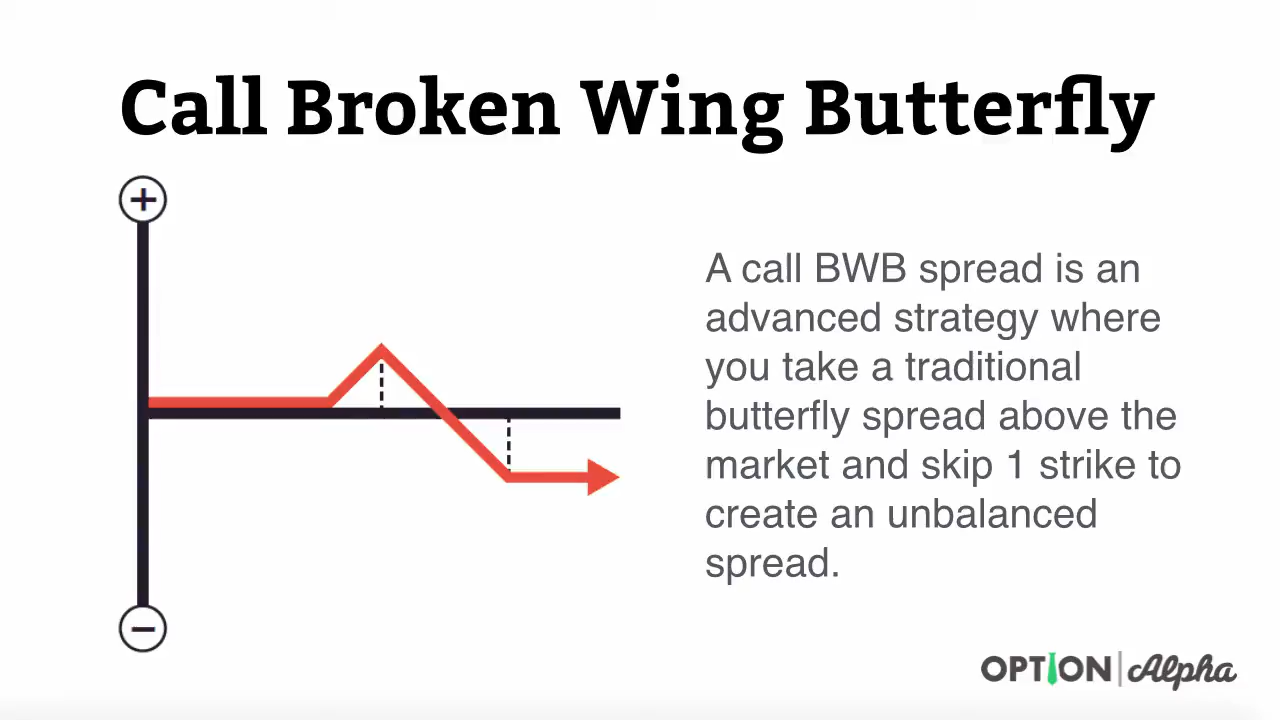 Call Broken Wing Butterfly
+
A call BWB spread is an
advanced strategy where
you take a traditional
butterfly spread above the
market and skip 1 strike to
create an unbalanced
spread.
−
OPTION | Alpha